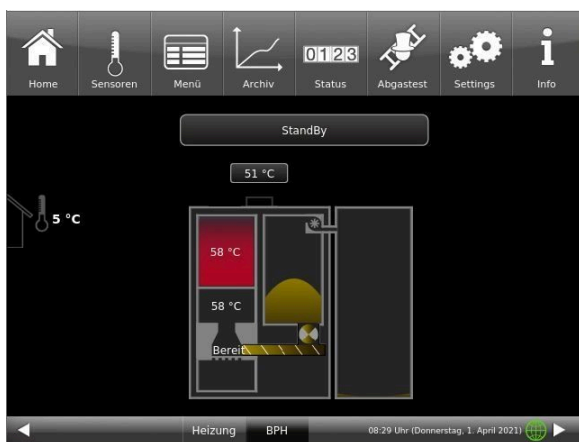 Home Sensoren Menü Archiv Status Abgastest Settings Info
0123
StandBy
51 °C
5 °C
58 °C
58 °C
Bereit
Heizung BPH 08:29 Uhr (Donnerstag, 1. April 2021)